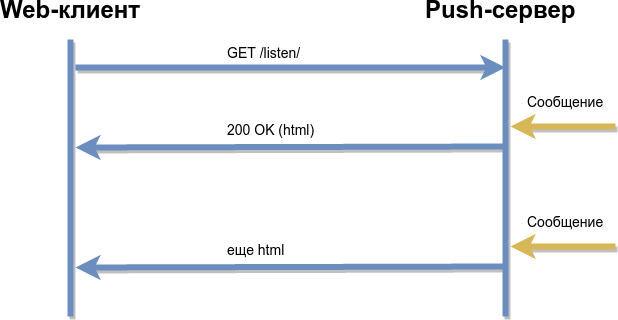 Web-клиент
Push-сервер
GET /listen/
Сообщение
200 OK (html)
Сообщение
еще html